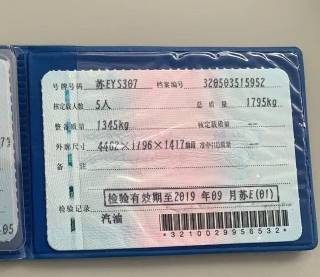 号牌号码 苏EYS307 档案编号 320503515952
核定载人数 5人 总质量 1795kg
整备质量 1345kg 核定载质量 --
外廓尺寸 4402×1796×1417mm 准牵引总质量 --
备注
检验有效期至2019年09月苏E(01)
检验记录
汽油
*3210029956532*